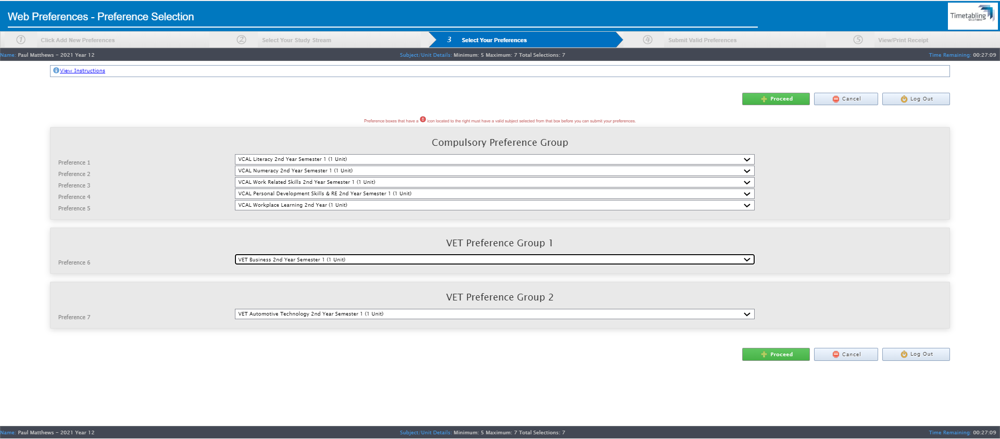 Web Preferences - Preference Selection
Timetabling
SOLUTIONS
1 Click Add New Preferences 2 Select Your Study Stream 3 Select Your Preferences 4 Submit Valid Preferences 5 View/Print Receipt
Name: Paul Matthews - 2021 Year 12 Subject/Unit Details: Minimum: 5 Maximum: 7 Total Selections: 7 Time Remaining: 00:27:09
View Instructions
Proceed Cancel Log Out
Preference boxes that have a ! icon located to the right must have a valid subject selected from that box before you can submit your preferences.
Compulsory Preference Group
Preference 1 VCAL Literacy 2nd Year Semester 1 (1 Unit)
Preference 2 VCAL Numeracy 2nd Year Semester 1 (1 Unit)
Preference 3 VCAL Work Related Skills 2nd Year Semester 1 (1 Unit)
Preference 4 VCAL Personal Development Skills & RE 2nd Year Semester 1 (1 Unit)
Preference 5 VCAL Workplace Learning 2nd Year (1 Unit)
VET Preference Group 1
Preference 6 VET Business 2nd Year Semester 1 (1 Unit)
VET Preference Group 2
Preference 7 VET Automotive Technology 2nd Year Semester 1 (1 Unit)
Proceed Cancel Log Out
Name: Paul Matthews - 2021 Year 12 Subject/Unit Details: Minimum: 5 Maximum: 7 Total Selections: 7 Time Remaining: 00:27:09